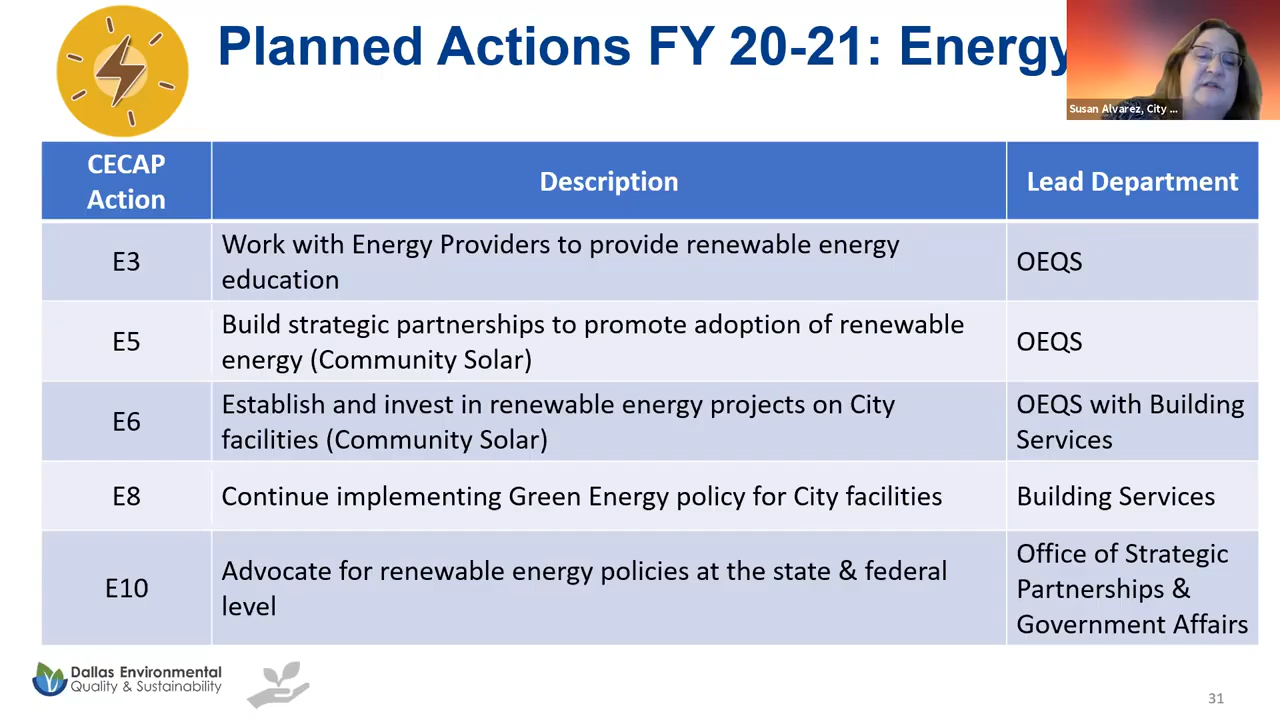 Planned Actions FY 20-21: Energy
Susan Alvarez, City ...
CECAP
Action
Description
Lead Department
E3
Work with Energy Providers to provide renewable energy
education
OEQS
E5
Build strategic partnerships to promote adoption of renewable
energy (Community Solar)
OEQS
E6
Establish and invest in renewable energy projects on City
facilities (Community Solar)
OEQS with Building
Services
E8
Continue implementing Green Energy policy for City facilities
Building Services
E10
Advocate for renewable energy policies at the state & federal
level
Office of Strategic
Partnerships &
Government Affairs
Dallas Environmental
Quality & Sustainability
31